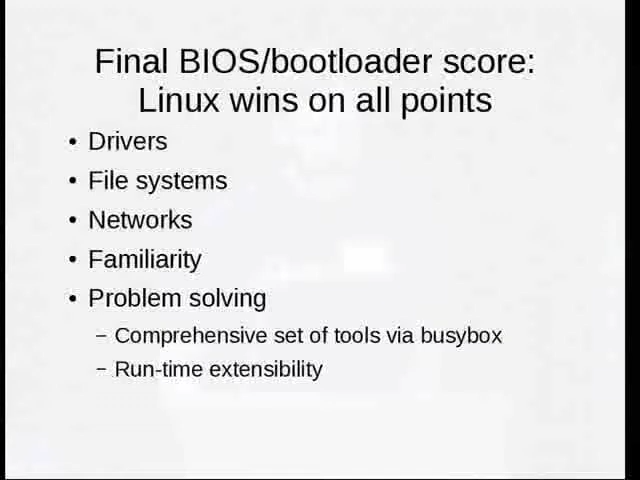 Final BIOS/bootloader score:
Linux wins on all points
• Drivers
• File systems
• Networks
• Familiarity
• Problem solving
– Comprehensive set of tools via busybox
– Run-time extensibility